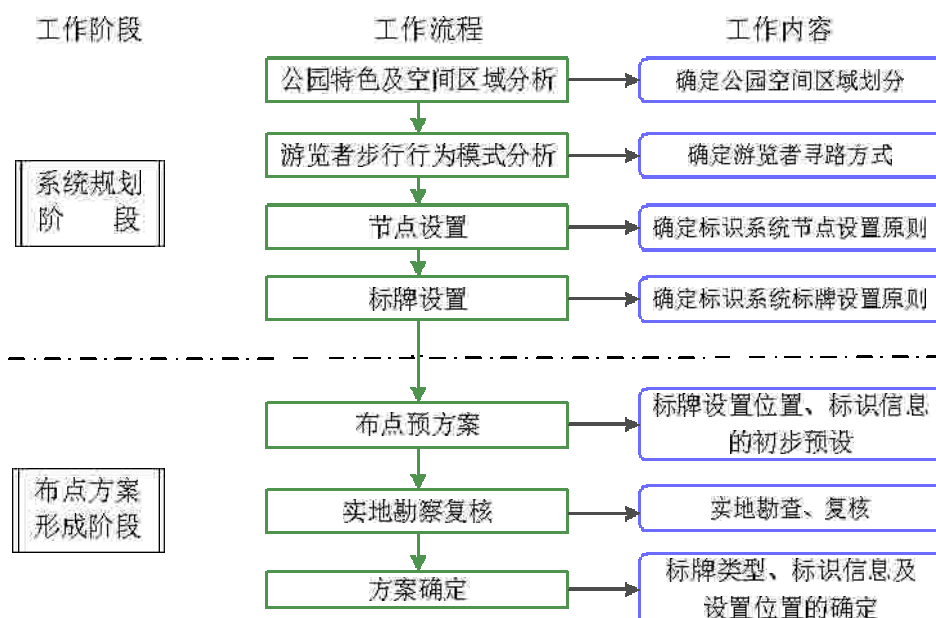 工作阶段 工作流程 工作内容
公园特色及空间区域分析
确定公园空间区域划分
游览者步行行为模式分析
确定游览者寻路方式
系统规划
阶 段
节点设置
确定标识系统节点设置原则
标牌设置
确定标识系统标牌设置原则
布点预方案
标牌设置位置、标识信息
的初步预设
布点方案
形成阶段
实地勘察复核
实地勘查、复核
方案确定
标牌类型、标识信息及
设置位置的确定